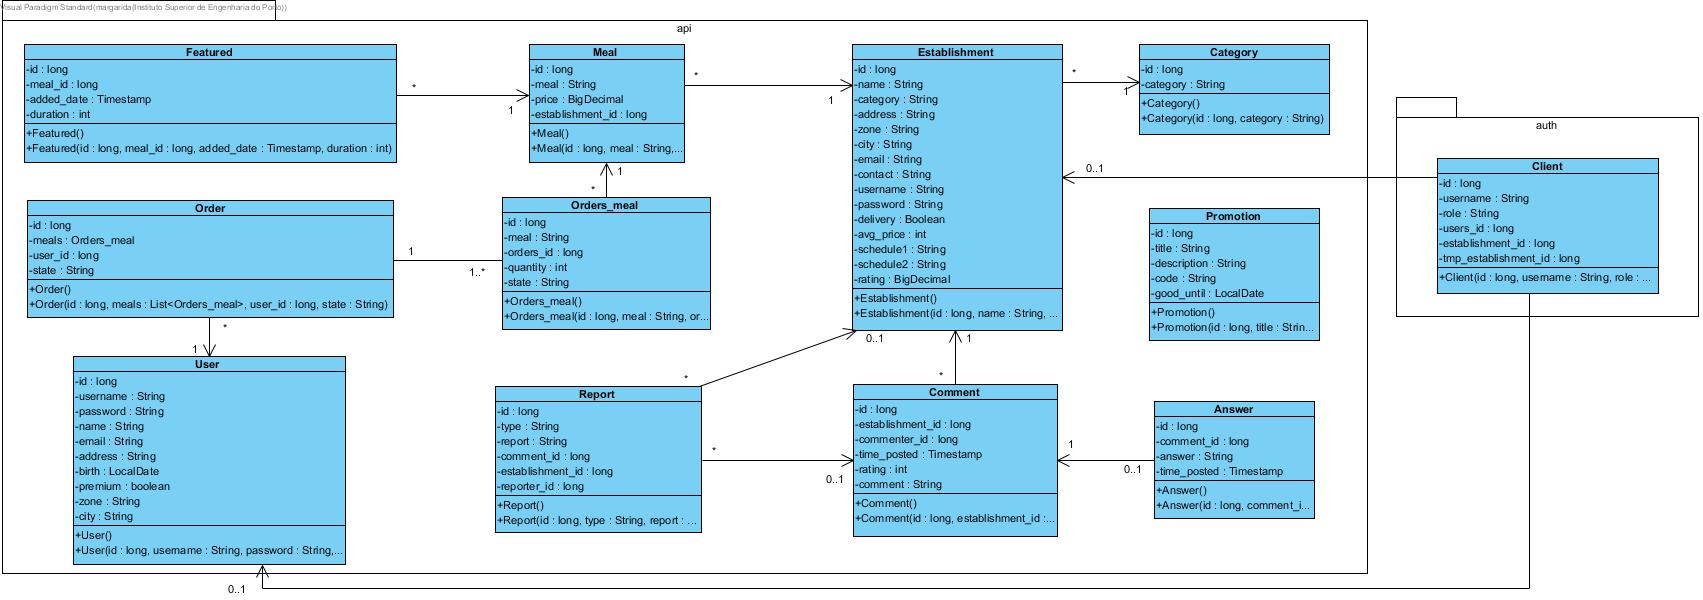 Visual Paradigm Standard(margarida(Instituto Superior de Engenharia do Porto))
api
Featured
-id : long
-meal_id : long
-added_date : Timestamp
-duration : int
+Featured()
+Featured(id : long, meal_id : long, added_date : Timestamp, duration : int)
*
1
Meal
-id : long
-meal : String
-price : BigDecimal
-establishment_id : long
+Meal()
+Meal(id : long, meal : String,...
*
1
Establishment
-id : long
-name : String
-category : String
-address : String
-zone : String
-city : String
-email : String
-contact : String
-username : String
-password : String
-delivery : Boolean
-avg_price : int
-schedule1 : String
-schedule2 : String
-rating : BigDecimal
+Establishment()
+Establishment(id : long, name : String, ...
*
1
Category
-id : long
-category : String
+Category()
+Category(id : long, category : String)
auth
Client
-id : long
-username : String
-role : String
-users_id : long
-establishment_id : long
-tmp_establishment_id : long
+Client(id : long, username : String, role : ...
0..1
Order
-id : long
-meals : Orders_meal
-user_id : long
-state : String
+Order()
+Order(id : long, meals : List<Orders_meal>, user_id : long, state : String)
1
1..*
1
*
Orders_meal
-id : long
-meal : String
-orders_id : long
-quantity : int
-state : String
+Orders_meal()
+Orders_meal(id : long, meal : String, or...
Promotion
-id : long
-title : String
-description : String
-code : String
-good_until : LocalDate
+Promotion()
+Promotion(id : long, title : Strin...
*
1
User
-id : long
-username : String
-password : String
-name : String
-email : String
-address : String
-birth : LocalDate
-premium : boolean
-zone : String
-city : String
+User()
+User(id : long, username : String, password : String,...
0..1
*
0..1
1
*
Report
-id : long
-type : String
-report : String
-comment_id : long
-establishment_id : long
-reporter_id : long
+Report()
+Report(id : long, type : String, report : ...
*
0..1
Comment
-id : long
-establishment_id : long
-commenter_id : long
-time_posted : Timestamp
-rating : int
-comment : String
+Comment()
+Comment(id : long, establishment_id :...
1
0..1
Answer
-id : long
-comment_id : long
-answer : String
-time_posted : Timestamp
+Answer()
+Answer(id : long, comment_i...